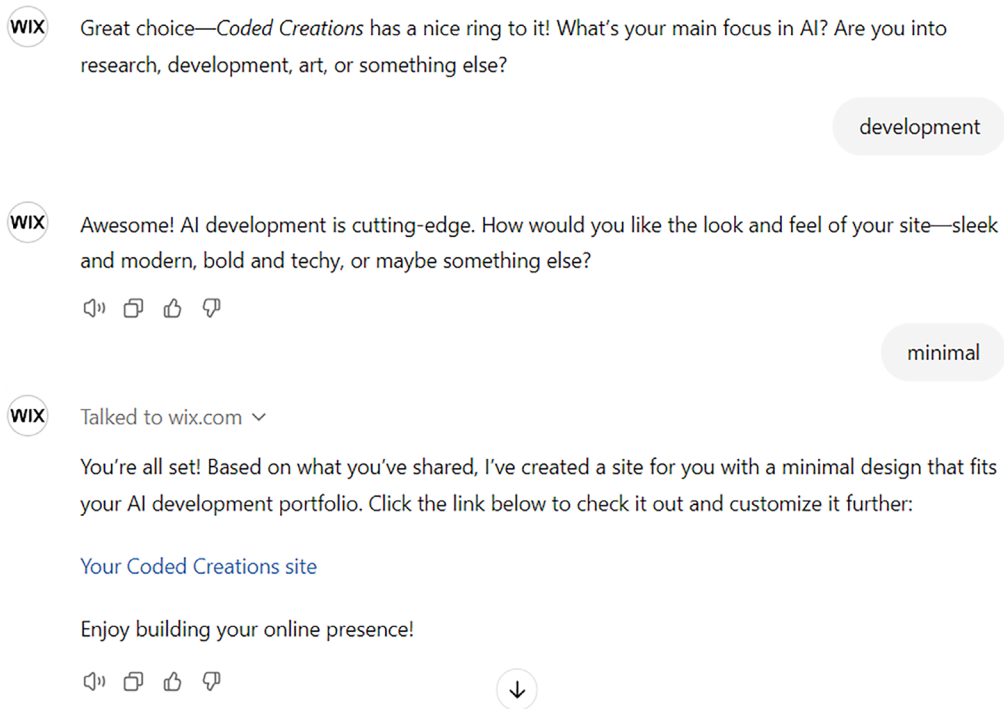 WIX
Great choice—Coded Creations has a nice ring to it! What's your main focus in AI? Are you into
research, development, art, or something else?
development
WIX
Awesome! AI development is cutting-edge. How would you like the look and feel of your site—sleek
and modern, bold and techy, or maybe something else?
minimal
WIX
Talked to wix.com
You're all set! Based on what you've shared, I've created a site for you with a minimal design that fits
your AI development portfolio. Click the link below to check it out and customize it further:
Your Coded Creations site
Enjoy building your online presence!